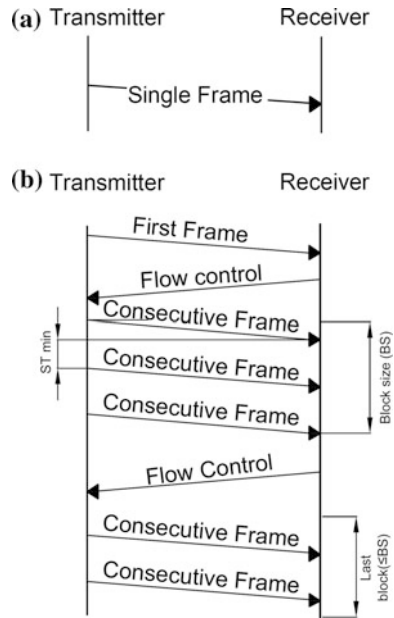 (a) Transmitter Receiver
Single Frame
(b) Transmitter Receiver
First Frame
Flow control
Consecutive Frame
ST min
Consecutive Frame
Block size (BS)
Consecutive Frame
Flow Control
Consecutive Frame
Last
block(≤BS)
Consecutive Frame